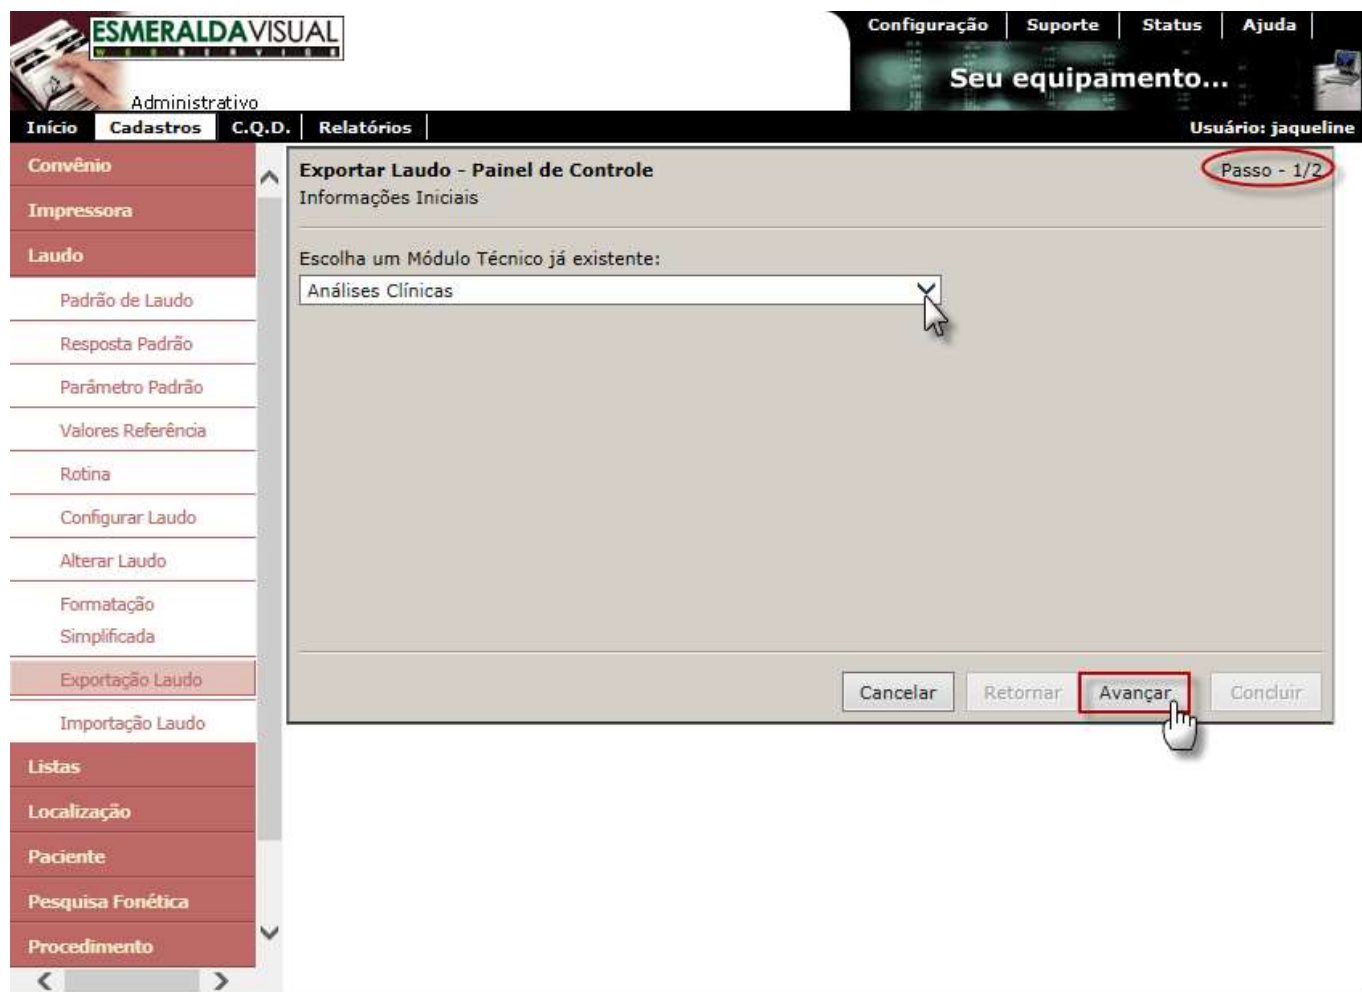 ESMERALDAVISUAL
WEBSERVICE
Administrativo
Configuração Suporte Status Ajuda
Seu equipamento...
Início Cadastros C.Q.D. Relatórios
Usuário: jaqueline
Convênio
Impressora
Laudo
Padrão de Laudo
Resposta Padrão
Parâmetro Padrão
Valores Referência
Rotina
Configurar Laudo
Alterar Laudo
Formatação
Simplificada
Exportação Laudo
Importação Laudo
Listas
Localização
Paciente
Pesquisa Fonética
Procedimento
Exportar Laudo - Painel de Controle
Passo - 1/2
Informações Iniciais
Escolha um Módulo Técnico já existente:
Análises Clínicas
Cancelar Retornar Avançar Concluir